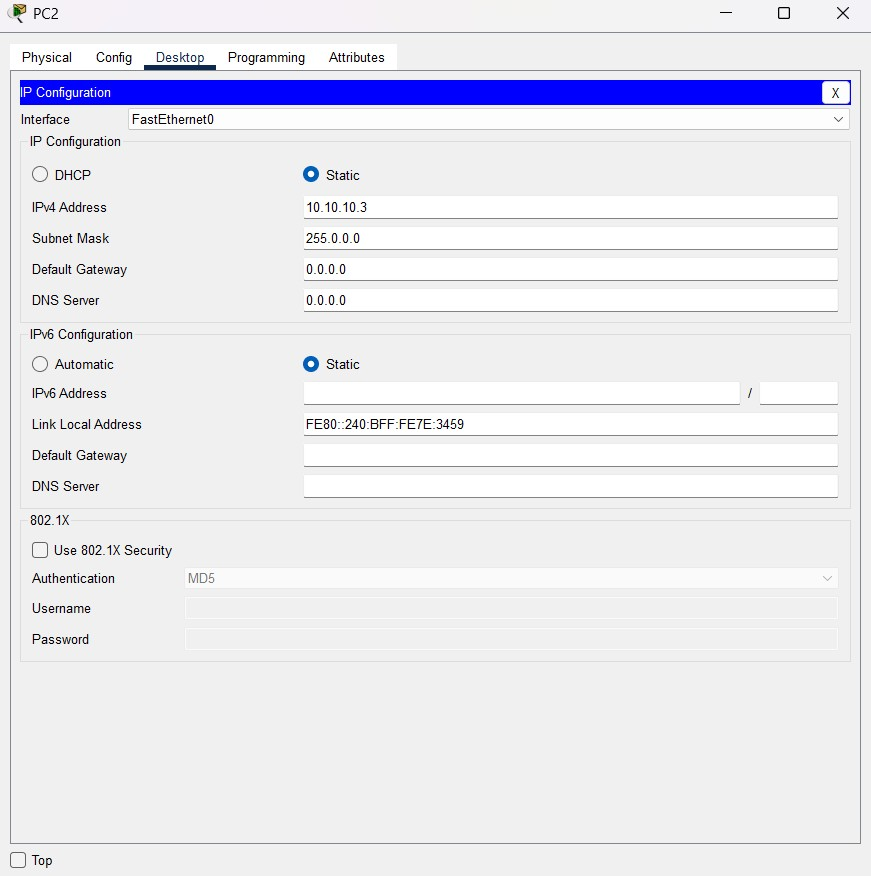 PC2
Physical Config Desktop Programming Attributes
IP Configuration X
Interface FastEthernet0
IP Configuration
DHCP Static
IPv4 Address 10.10.10.3
Subnet Mask 255.0.0.0
Default Gateway 0.0.0.0
DNS Server 0.0.0.0
IPv6 Configuration
Automatic Static
IPv6 Address /
Link Local Address FE80::240:BFF:FE7E:3459
Default Gateway
DNS Server
802.1X
Use 802.1X Security
Authentication MD5
Username
Password
Top